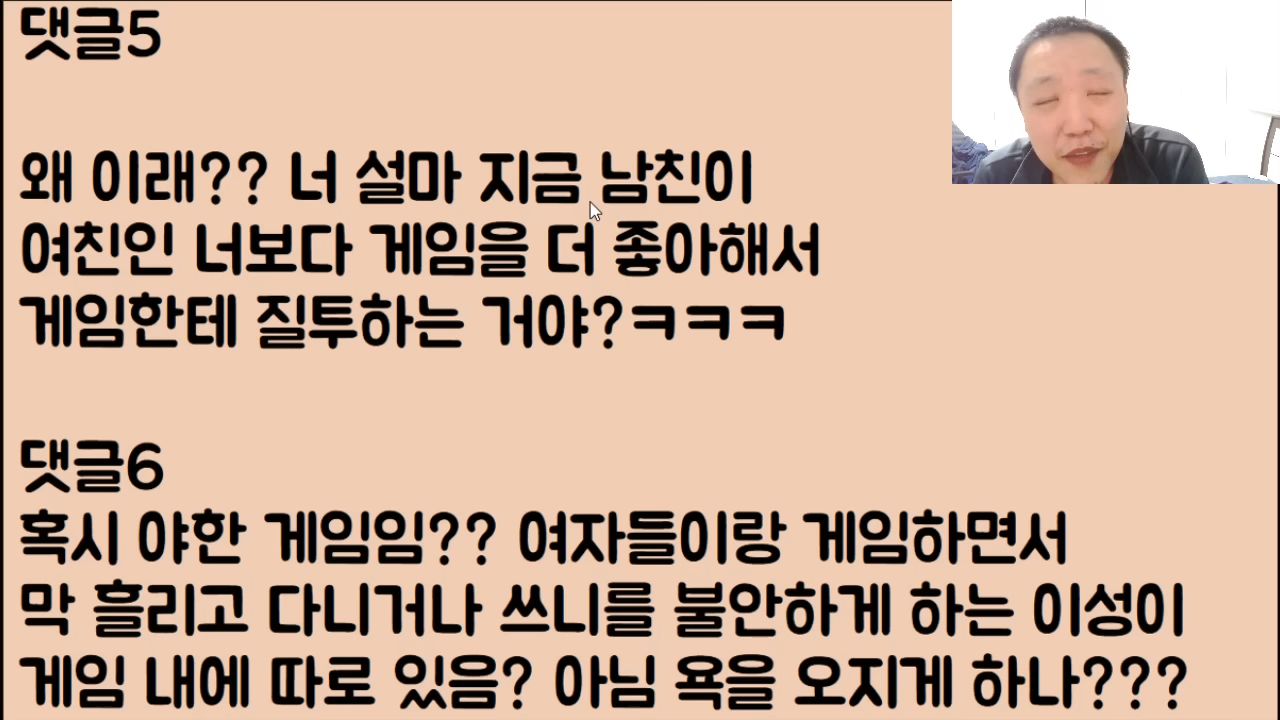 댓글5
왜 이래?? 너 설마 지금 남친이
여친인 너보다 게임을 더 좋아해서
게임한테 질투하는 거야?ㅋㅋㅋ
댓글6
혹시 야한 게임임?? 여자들이랑 게임하면서
막 흘리고 다니거나 쓰니를 불안하게 하는 이성이
게임 내에 따로 있음? 아님 욕을 오지게 하나???